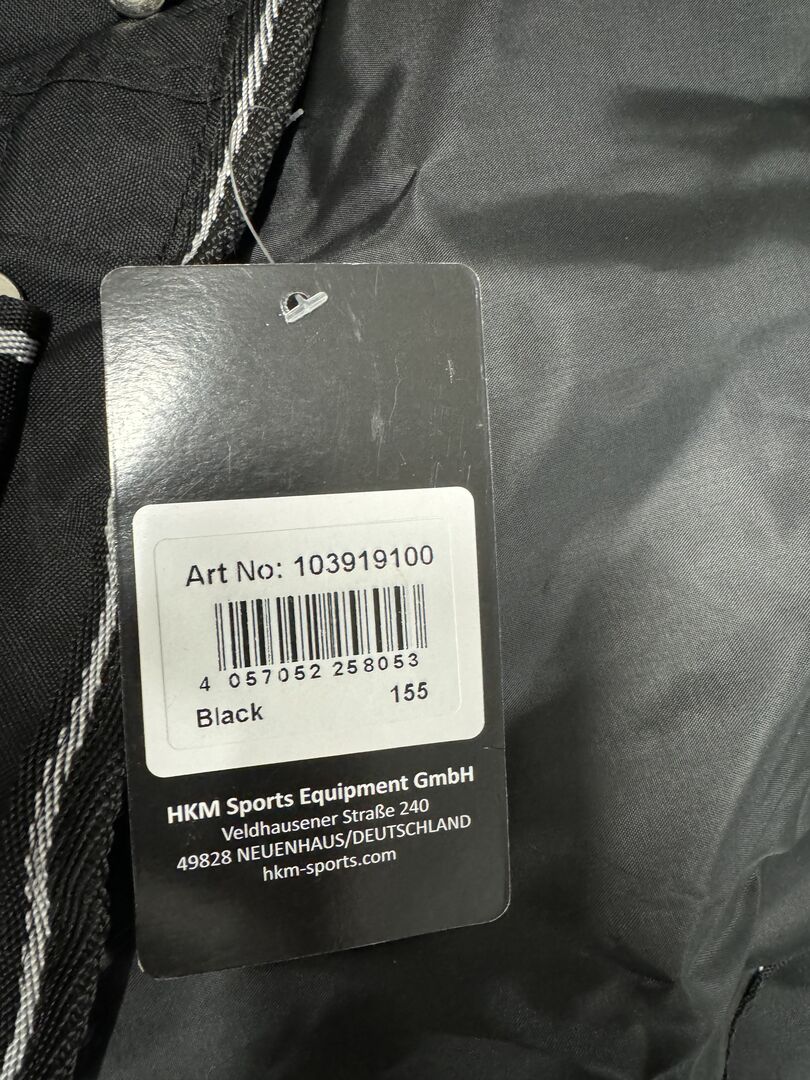 Art No: 103919100
4 057052 258053
Black 155
HKM Sports Equipment GmbH
Veldhausener Straße 240
49828 NEUENHAUS/DEUTSCHLAND
hkm-sports.com